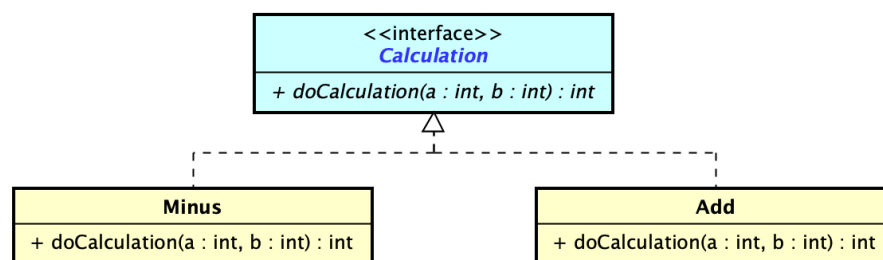 <<interface>>
Calculation
+ doCalculation(a : int, b : int) : int
Minus
+ doCalculation(a : int, b : int) : int
Add
+ doCalculation(a : int, b : int) : int